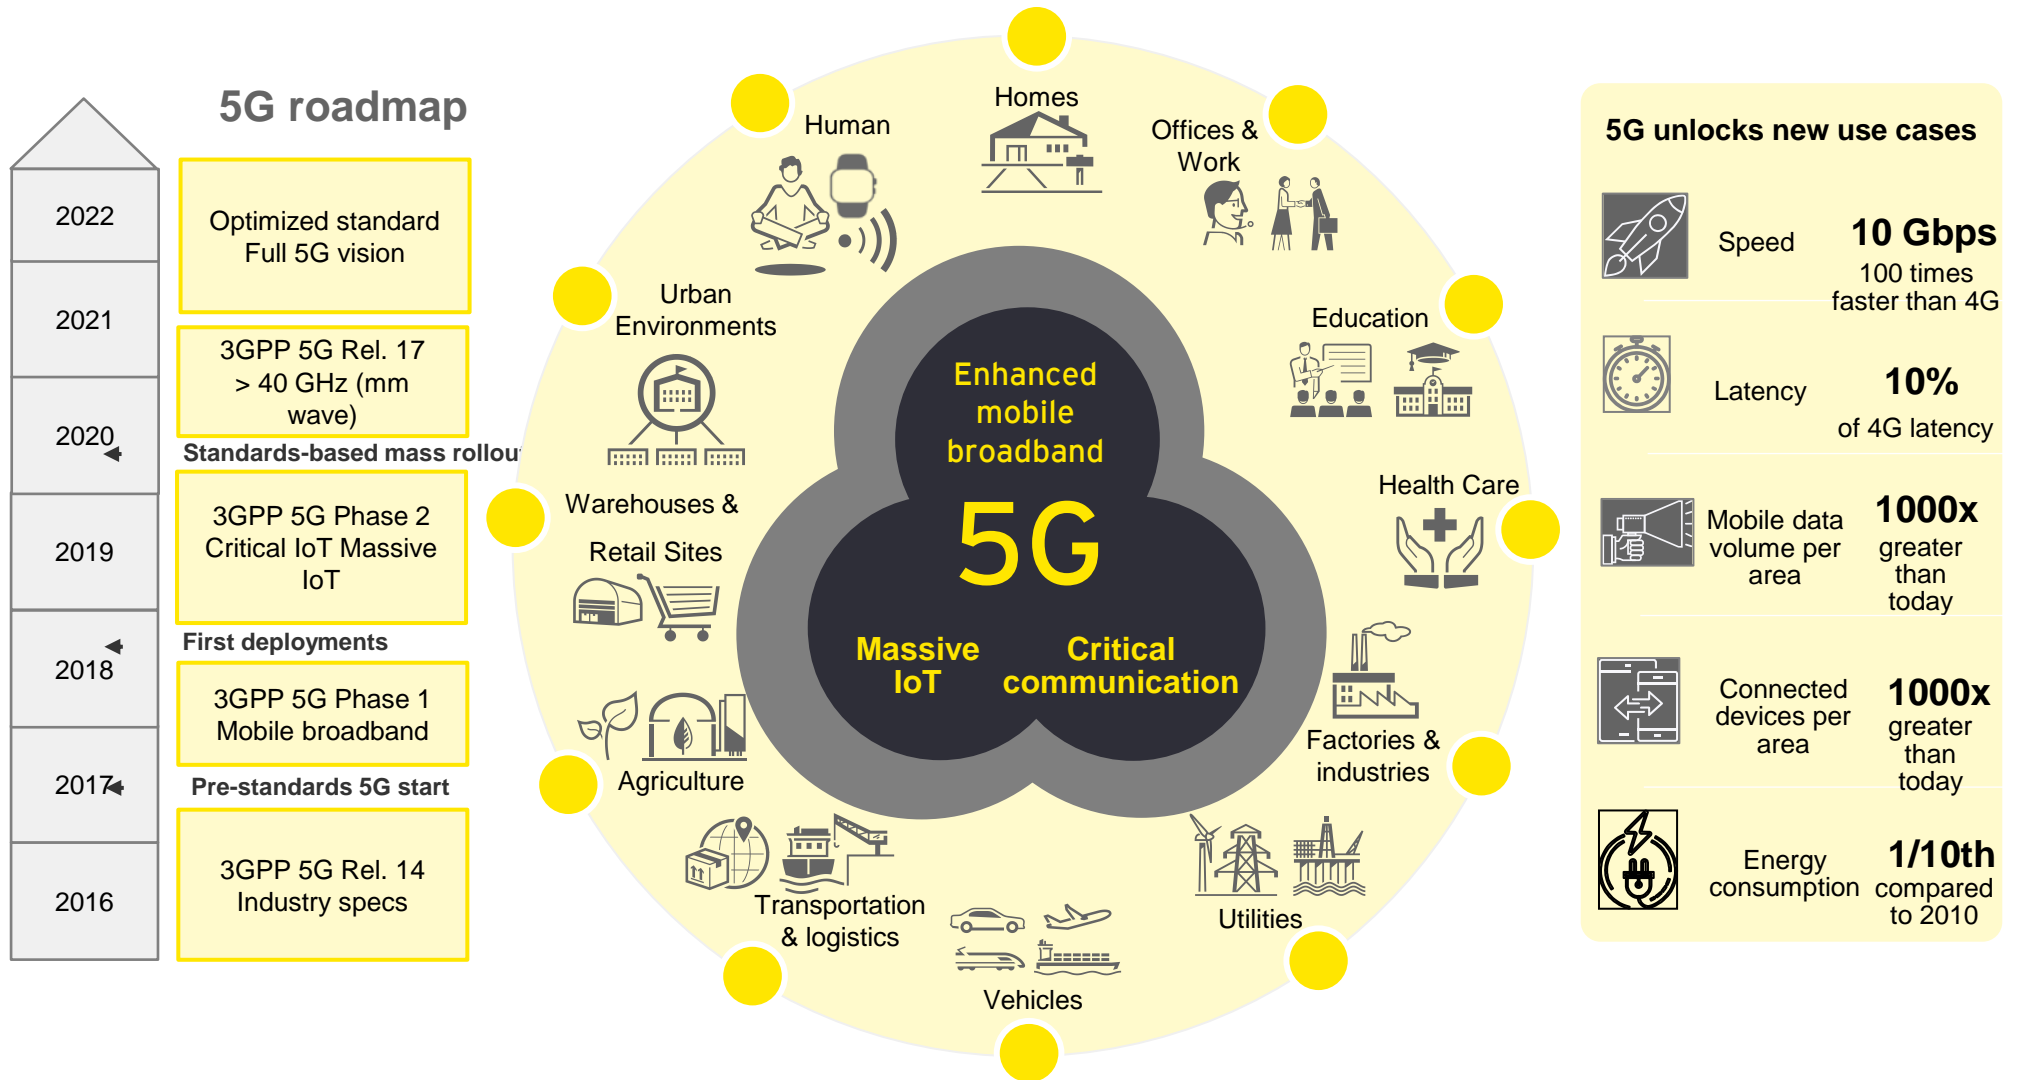 5G roadmap
2022
2021
2020
2019
2018
2017
2016
Optimized standard
Full 5G vision
3GPP 5G Rel. 17
> 40 GHz (mm
wave)
Standards-based mass rollout
3GPP 5G Phase 2
Critical IoT Massive
IoT
First deployments
3GPP 5G Phase 1
Mobile broadband
Pre-standards 5G start
3GPP 5G Rel. 14
Industry specs
Homes
Human
Offices &
Work
Urban
Environments
Education
Warehouses &
Retail Sites
Health Care
Agriculture
Factories &
industries
Transportation
& logistics
Utilities
Vehicles
Enhanced
mobile
broadband
5G
Massive
IoT
Critical
communication
5G unlocks new use cases
Speed
10 Gbps
100 times
faster than 4G
Latency
10%
of 4G latency
Mobile data
volume per
area
1000x
greater
than
today
Connected
devices per
area
1000x
greater
than
today
Energy
consumption
1/10th
compared
to 2010